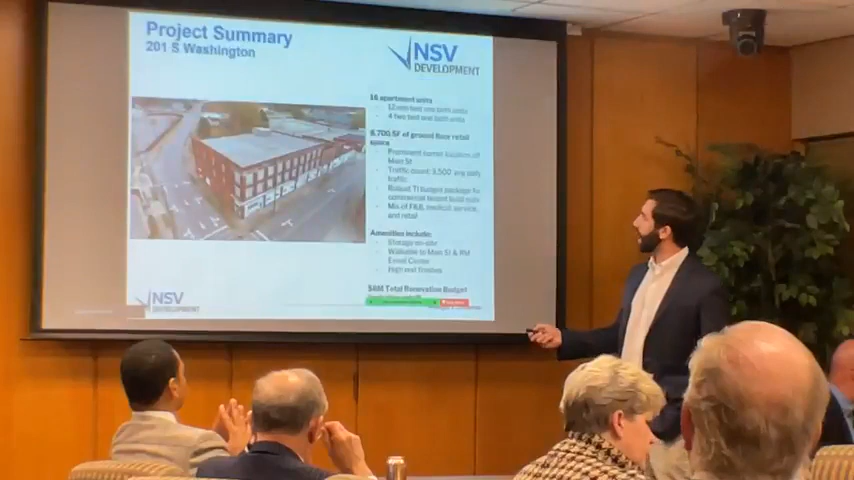 Project Summary
201 S Washington
NSV
DEVELOPMENT
16 apartment units
4 two bed one bath units
6,700 SF of ground floor retail
space
Prominent corner location off
Main St
Traffic count: 3,500 avg daily
traffic
Robust TI budget package for
commercial tenant build outs
Mix of F&B, medical service,
and retail
Amenities include:
Storage on-site
Walkable to Main St & RM
Event Center
High end finishes
Total Renovation Budget
NSV
DEVELOPMENT